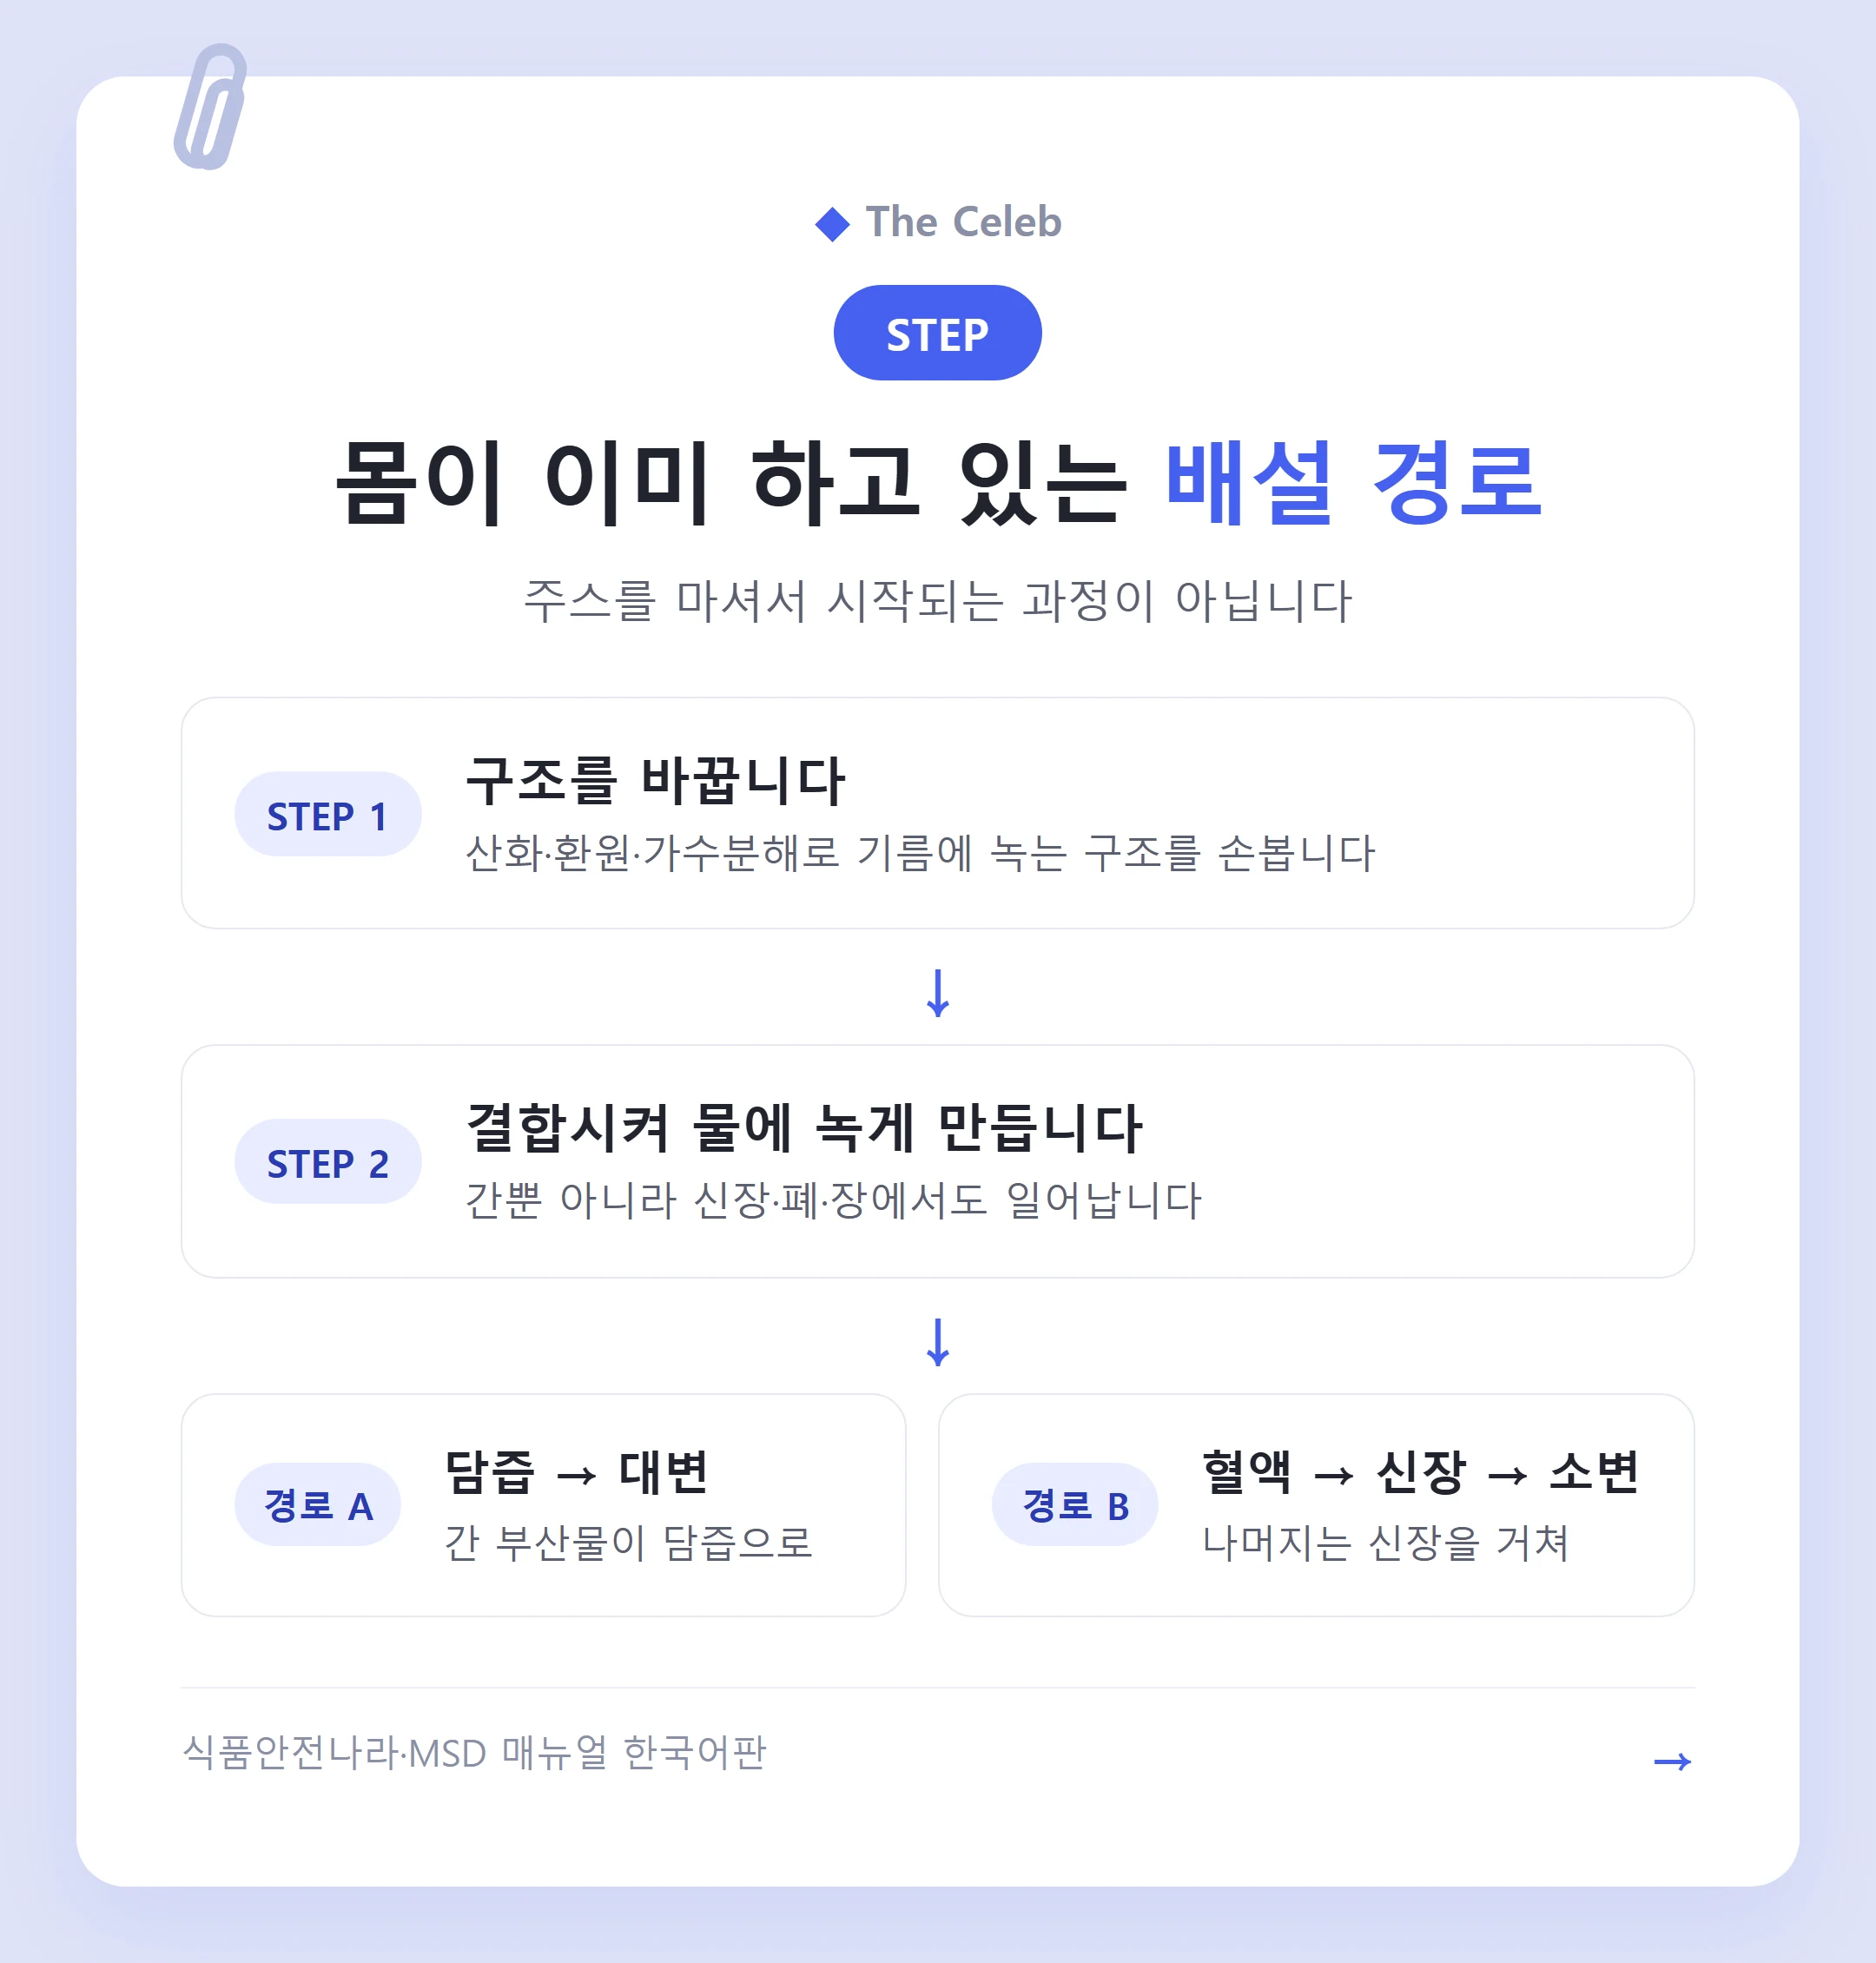 ◆ The Celeb
STEP
몸이 이미 하고 있는 배설 경로
주스를 마셔서 시작되는 과정이 아닙니다
STEP 1
구조를 바꿉니다
산화·환원·가수분해로 기름에 녹는 구조를 손봅니다
↓
STEP 2
결합시켜 물에 녹게 만듭니다
간뿐 아니라 신장·폐·장에서도 일어납니다
↓
경로 A
담즙 → 대변
간 부산물이 담즙으로
경로 B
혈액 → 신장 → 소변
나머지는 신장을 거쳐
식품안전나라·MSD 매뉴얼 한국어판
→